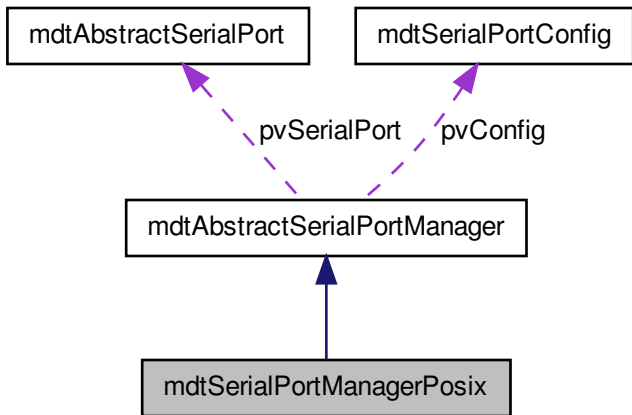 mdtAbstractSerialPort
mdtSerialPortConfig
pvSerialPort
pvConfig
mdtAbstractSerialPortManager
mdtSerialPortManagerPosix